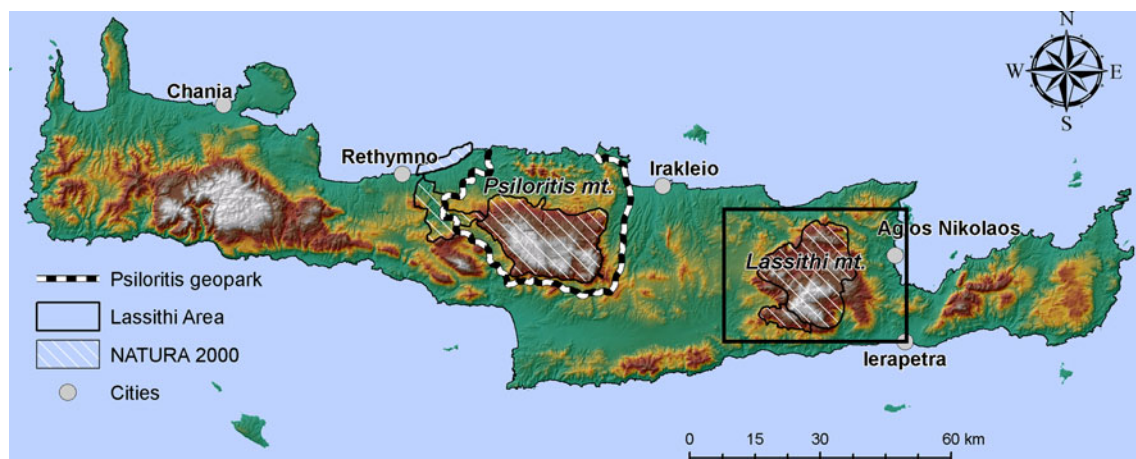 N
W E
S
Chania
Rethymno
Psiloritis mt.
Irakleio
Agios Nikolaos
Lassithi mt.
Ierapetra
Psiloritis geopark
Lassithi Area
NATURA 2000
Cities
0 15 30 60 km